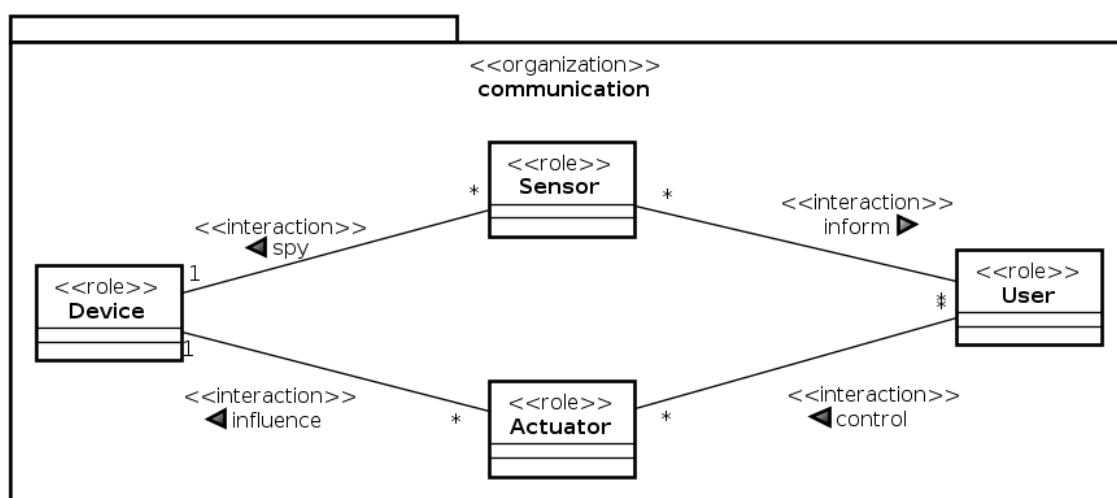 <<organization>>
communication
<<role>>
Sensor
*
*
<<interaction>>
spy
<<interaction>>
inform
1
<<role>>
Device
<<role>>
User
*
*
1
<<interaction>>
influence
*
<<role>>
Actuator
*
<<interaction>>
control